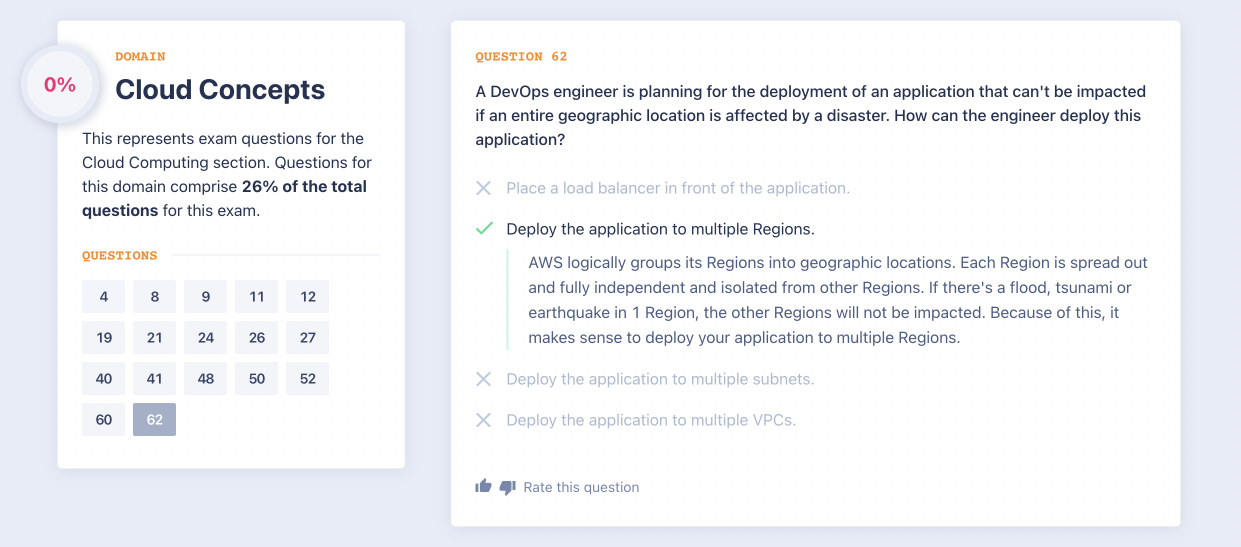 0%
DOMAIN
Cloud Concepts
This represents exam questions for the
Cloud Computing section. Questions for
this domain comprise 26% of the total
questions for this exam.
QUESTIONS
4 8 9 11 12
19 21 24 26 27
40 41 48 50 52
60 62
QUESTION 62
A DevOps engineer is planning for the deployment of an application that can't be impacted
if an entire geographic location is affected by a disaster. How can the engineer deploy this
application?
Place a load balancer in front of the application.
Deploy the application to multiple Regions.
AWS logically groups its Regions into geographic locations. Each Region is spread out
and fully independent and isolated from other Regions. If there's a flood, tsunami or
earthquake in 1 Region, the other Regions will not be impacted. Because of this, it
makes sense to deploy your application to multiple Regions.
Deploy the application to multiple subnets.
Deploy the application to multiple VPCs.
Rate this question